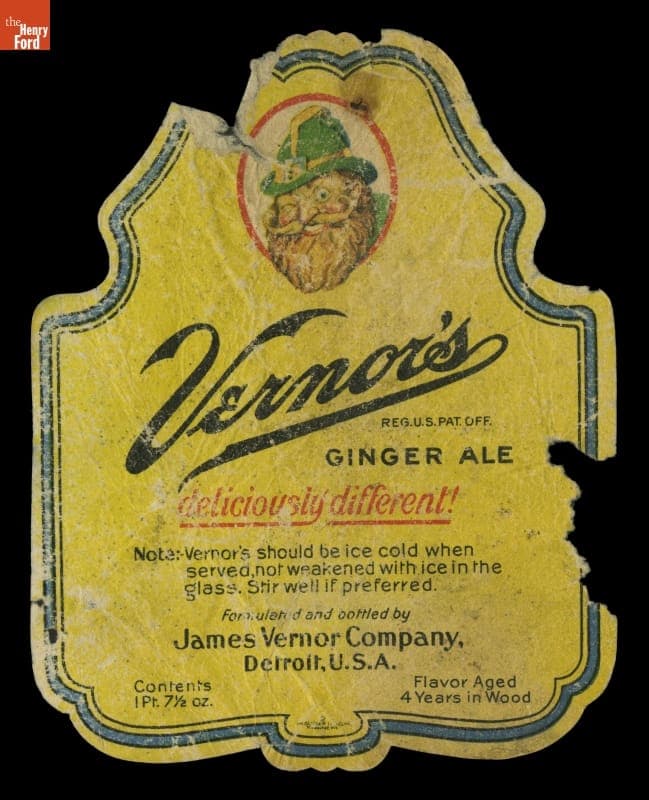 the
Henry
Ford
Vernor's
REG.U.S.PAT.OFF.
GINGER ALE
deliciously different!
Note:-Vernor's should be ice cold when
served,not weakened with ice in the
glass. Stir well if preferred.
Formulated and bottled by
James Vernor Company,
Detroit,U.S.A.
Contents
1 Pt. 7½ oz.
Flavor Aged
4 Years in Wood